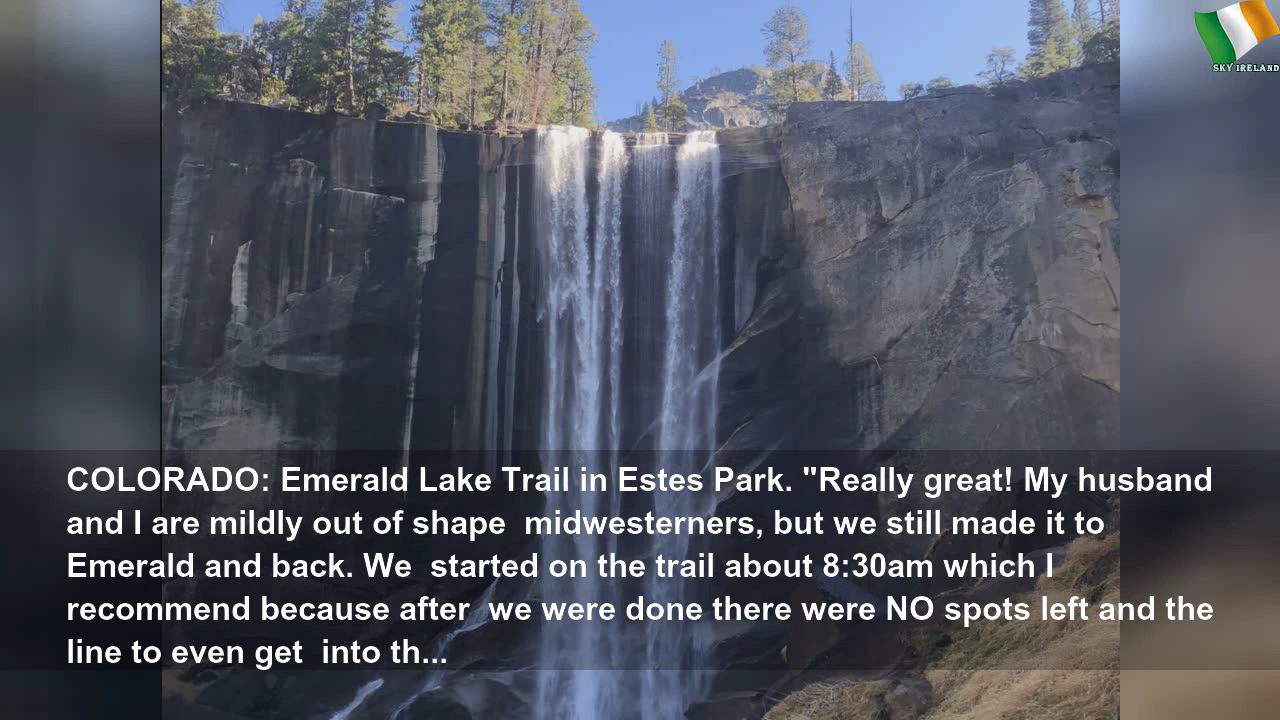 SKY IRELAND
COLORADO: Emerald Lake Trail in Estes Park. "Really great! My husband
and I are mildly out of shape  midwesterners, but we still made it to
Emerald and back. We  started on the trail about 8:30am which I
recommend because after  we were done there were NO spots left and the
line to even get  into th...